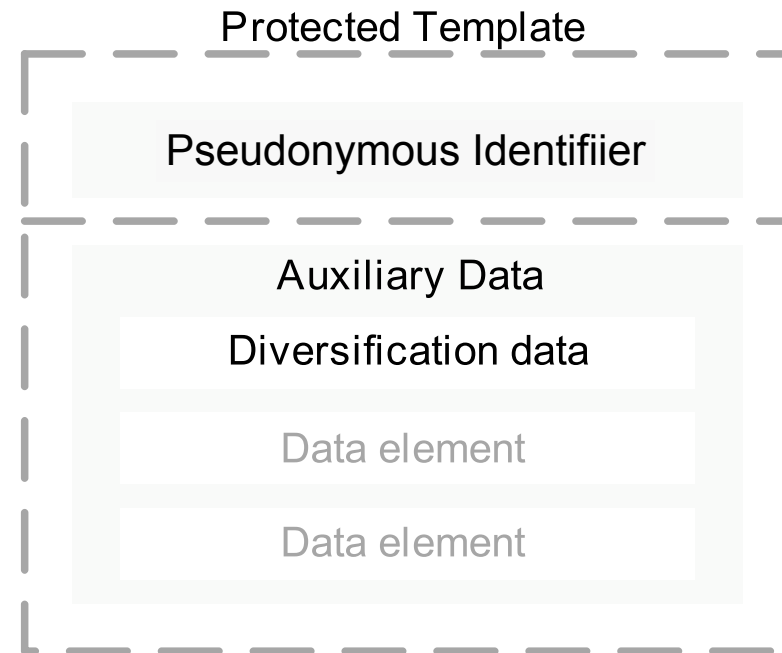 Protected Template
Pseudonymous Identifiier
Auxiliary Data
Diversification data
Data element
Data element